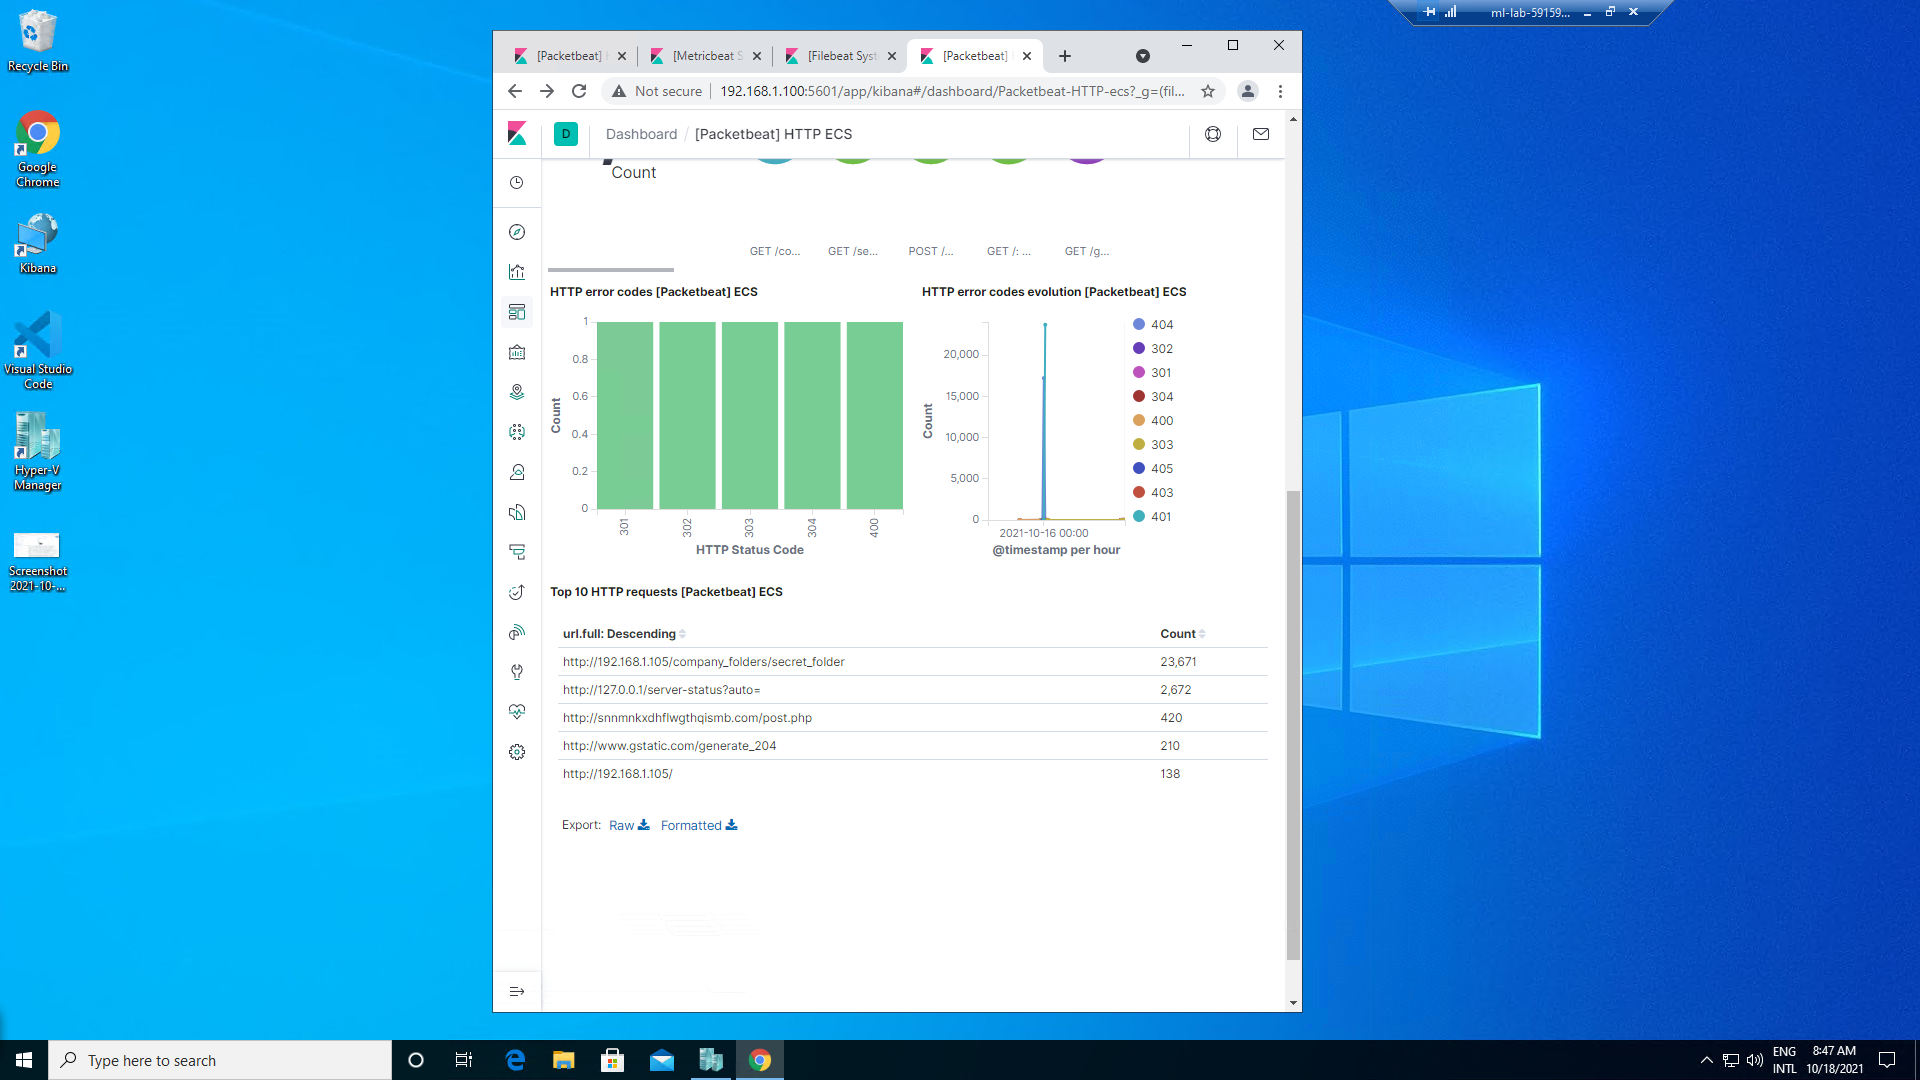 Recycle Bin
Google
Chrome
Kibana
Visual Studio
Code
Hyper-V
Manager
Screenshot
2021-10-...
ml-lab-59159...
[Packetbeat]
[Metricbeat S
[Filebeat Syst
[Packetbeat]
Not secure
192.168.1.100:5601/app/kibana#/dashboard/Packetbeat-HTTP-ecs?_g=(fil...
D
Dashboard / [Packetbeat] HTTP ECS
Count
GET /co...
GET /se...
POST /...
GET /: ...
GET /g...
HTTP error codes [Packetbeat] ECS
1
0.8
0.6
0.4
0.2
0
Count
301
302
303
304
400
HTTP Status Code
HTTP error codes evolution [Packetbeat] ECS
20,000
15,000
10,000
5,000
0
Count
2021-10-16 00:00
@timestamp per hour
404
302
301
304
400
303
405
403
401
Top 10 HTTP requests [Packetbeat] ECS
url.full: Descending Count
http://192.168.1.105/company_folders/secret_folder 23,671
http://127.0.0.1/server-status?auto= 2,672
http://snnmnkxdhflwgthqismb.com/post.php 420
http://www.gstatic.com/generate_204 210
http://192.168.1.105/ 138
Export: Raw Formatted
Type here to search
ENG
INTL
8:47 AM
10/18/2021